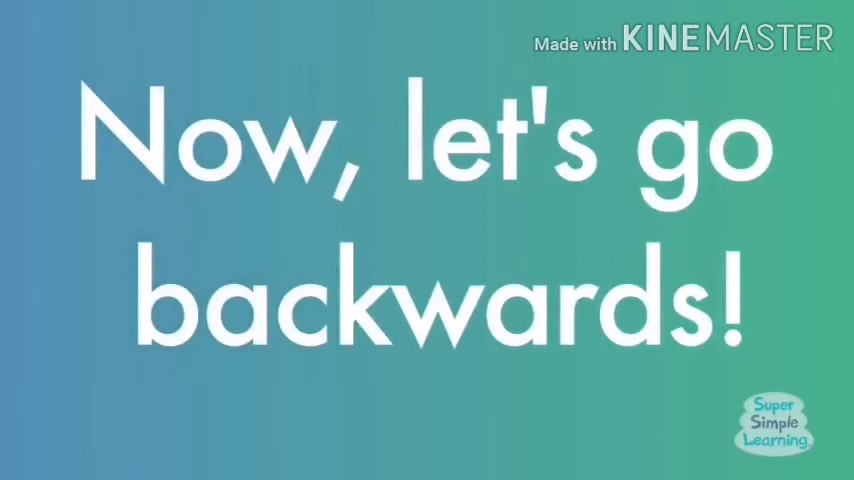 Made with KINEMASTER
Now, let's go
backwards!
Super
Simple
Learning